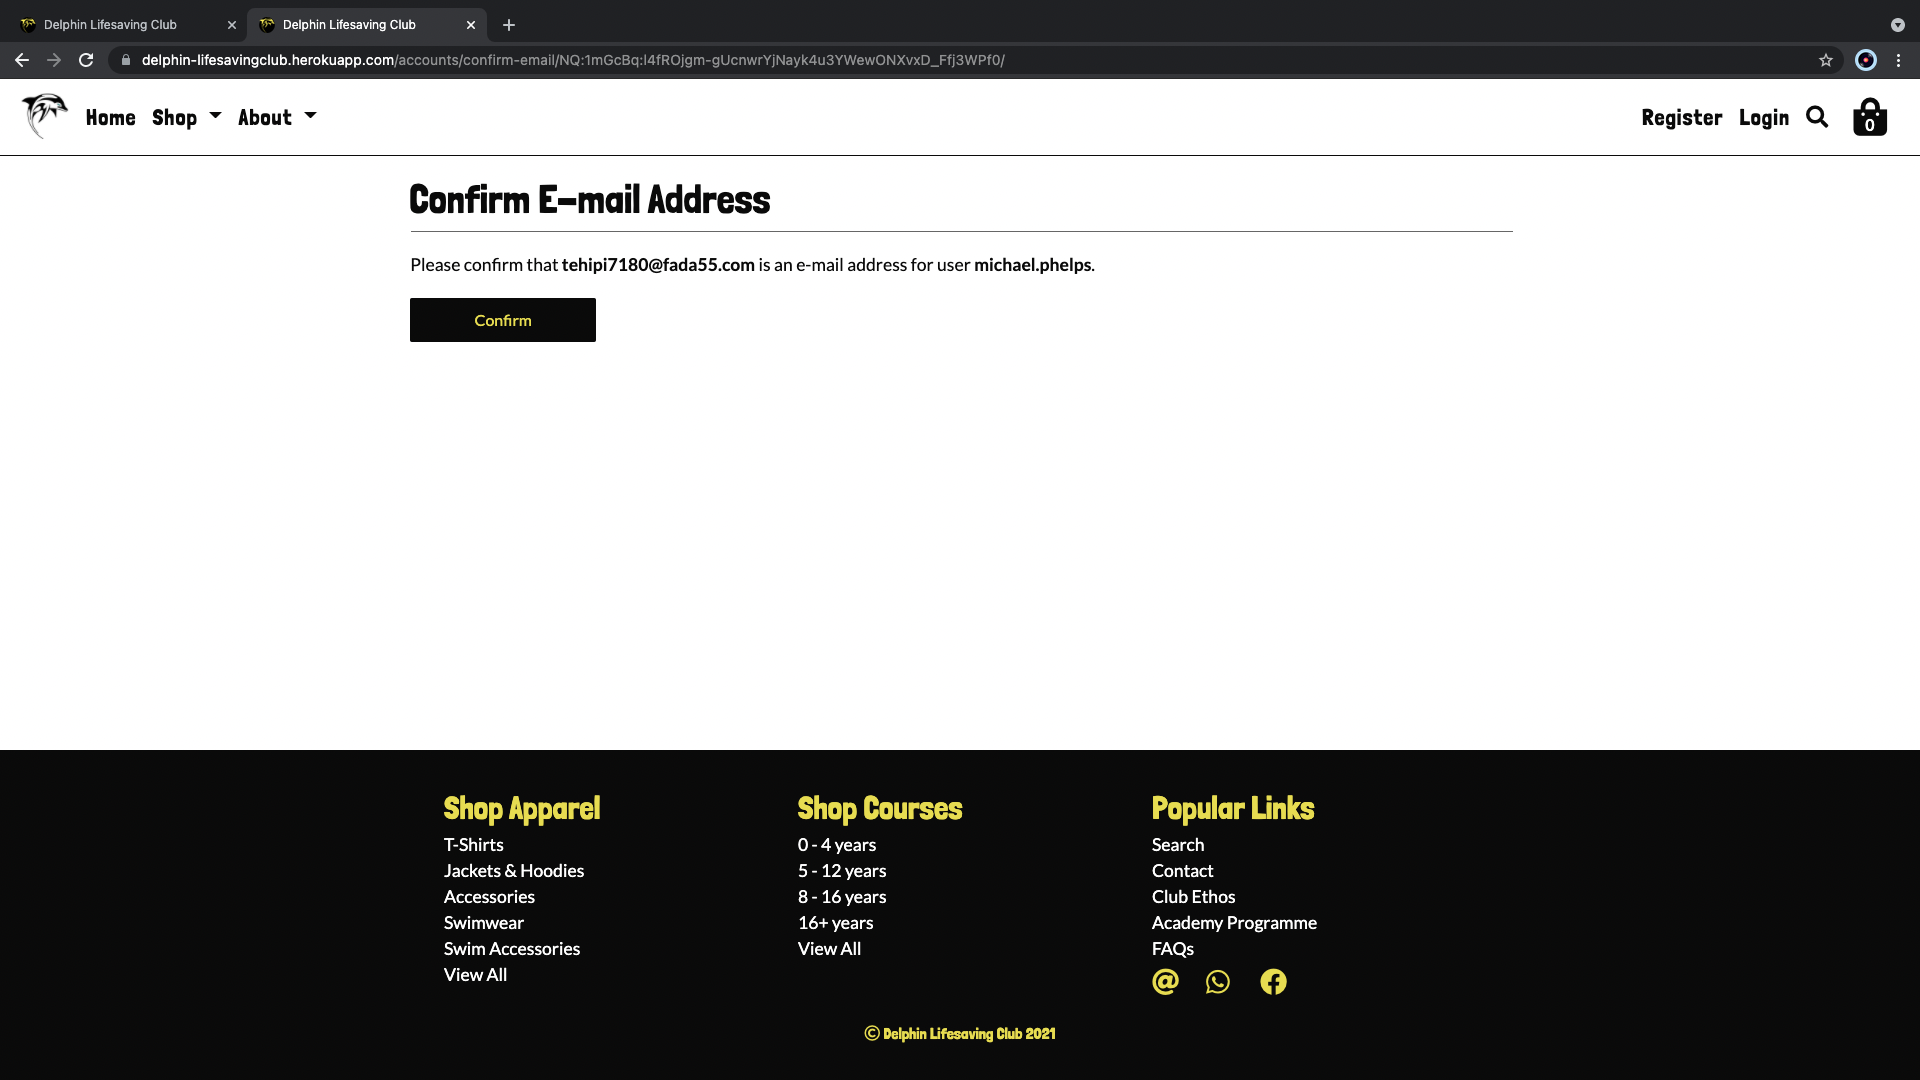 Delphin Lifesaving Club
Delphin Lifesaving Club
delphin-lifesavingclub.herokuapp.com/accounts/confirm-email/NQ:1mGcBq:l4fROjgm-gUcnwrYjNayk4u3YWewONXvxD_Ffj3WPf0/
Home Shop About Register Login 0
Confirm E-mail Address
Please confirm that tehipi7180@fada55.com is an e-mail address for user michael.phelps.
Confirm
Shop Apparel
T-Shirts
Jackets & Hoodies
Accessories
Swimwear
Swim Accessories
View All
Shop Courses
0 - 4 years
5 - 12 years
8 - 16 years
16+ years
View All
Popular Links
Search
Contact
Club Ethos
Academy Programme
FAQs
© Delphin Lifesaving Club 2021